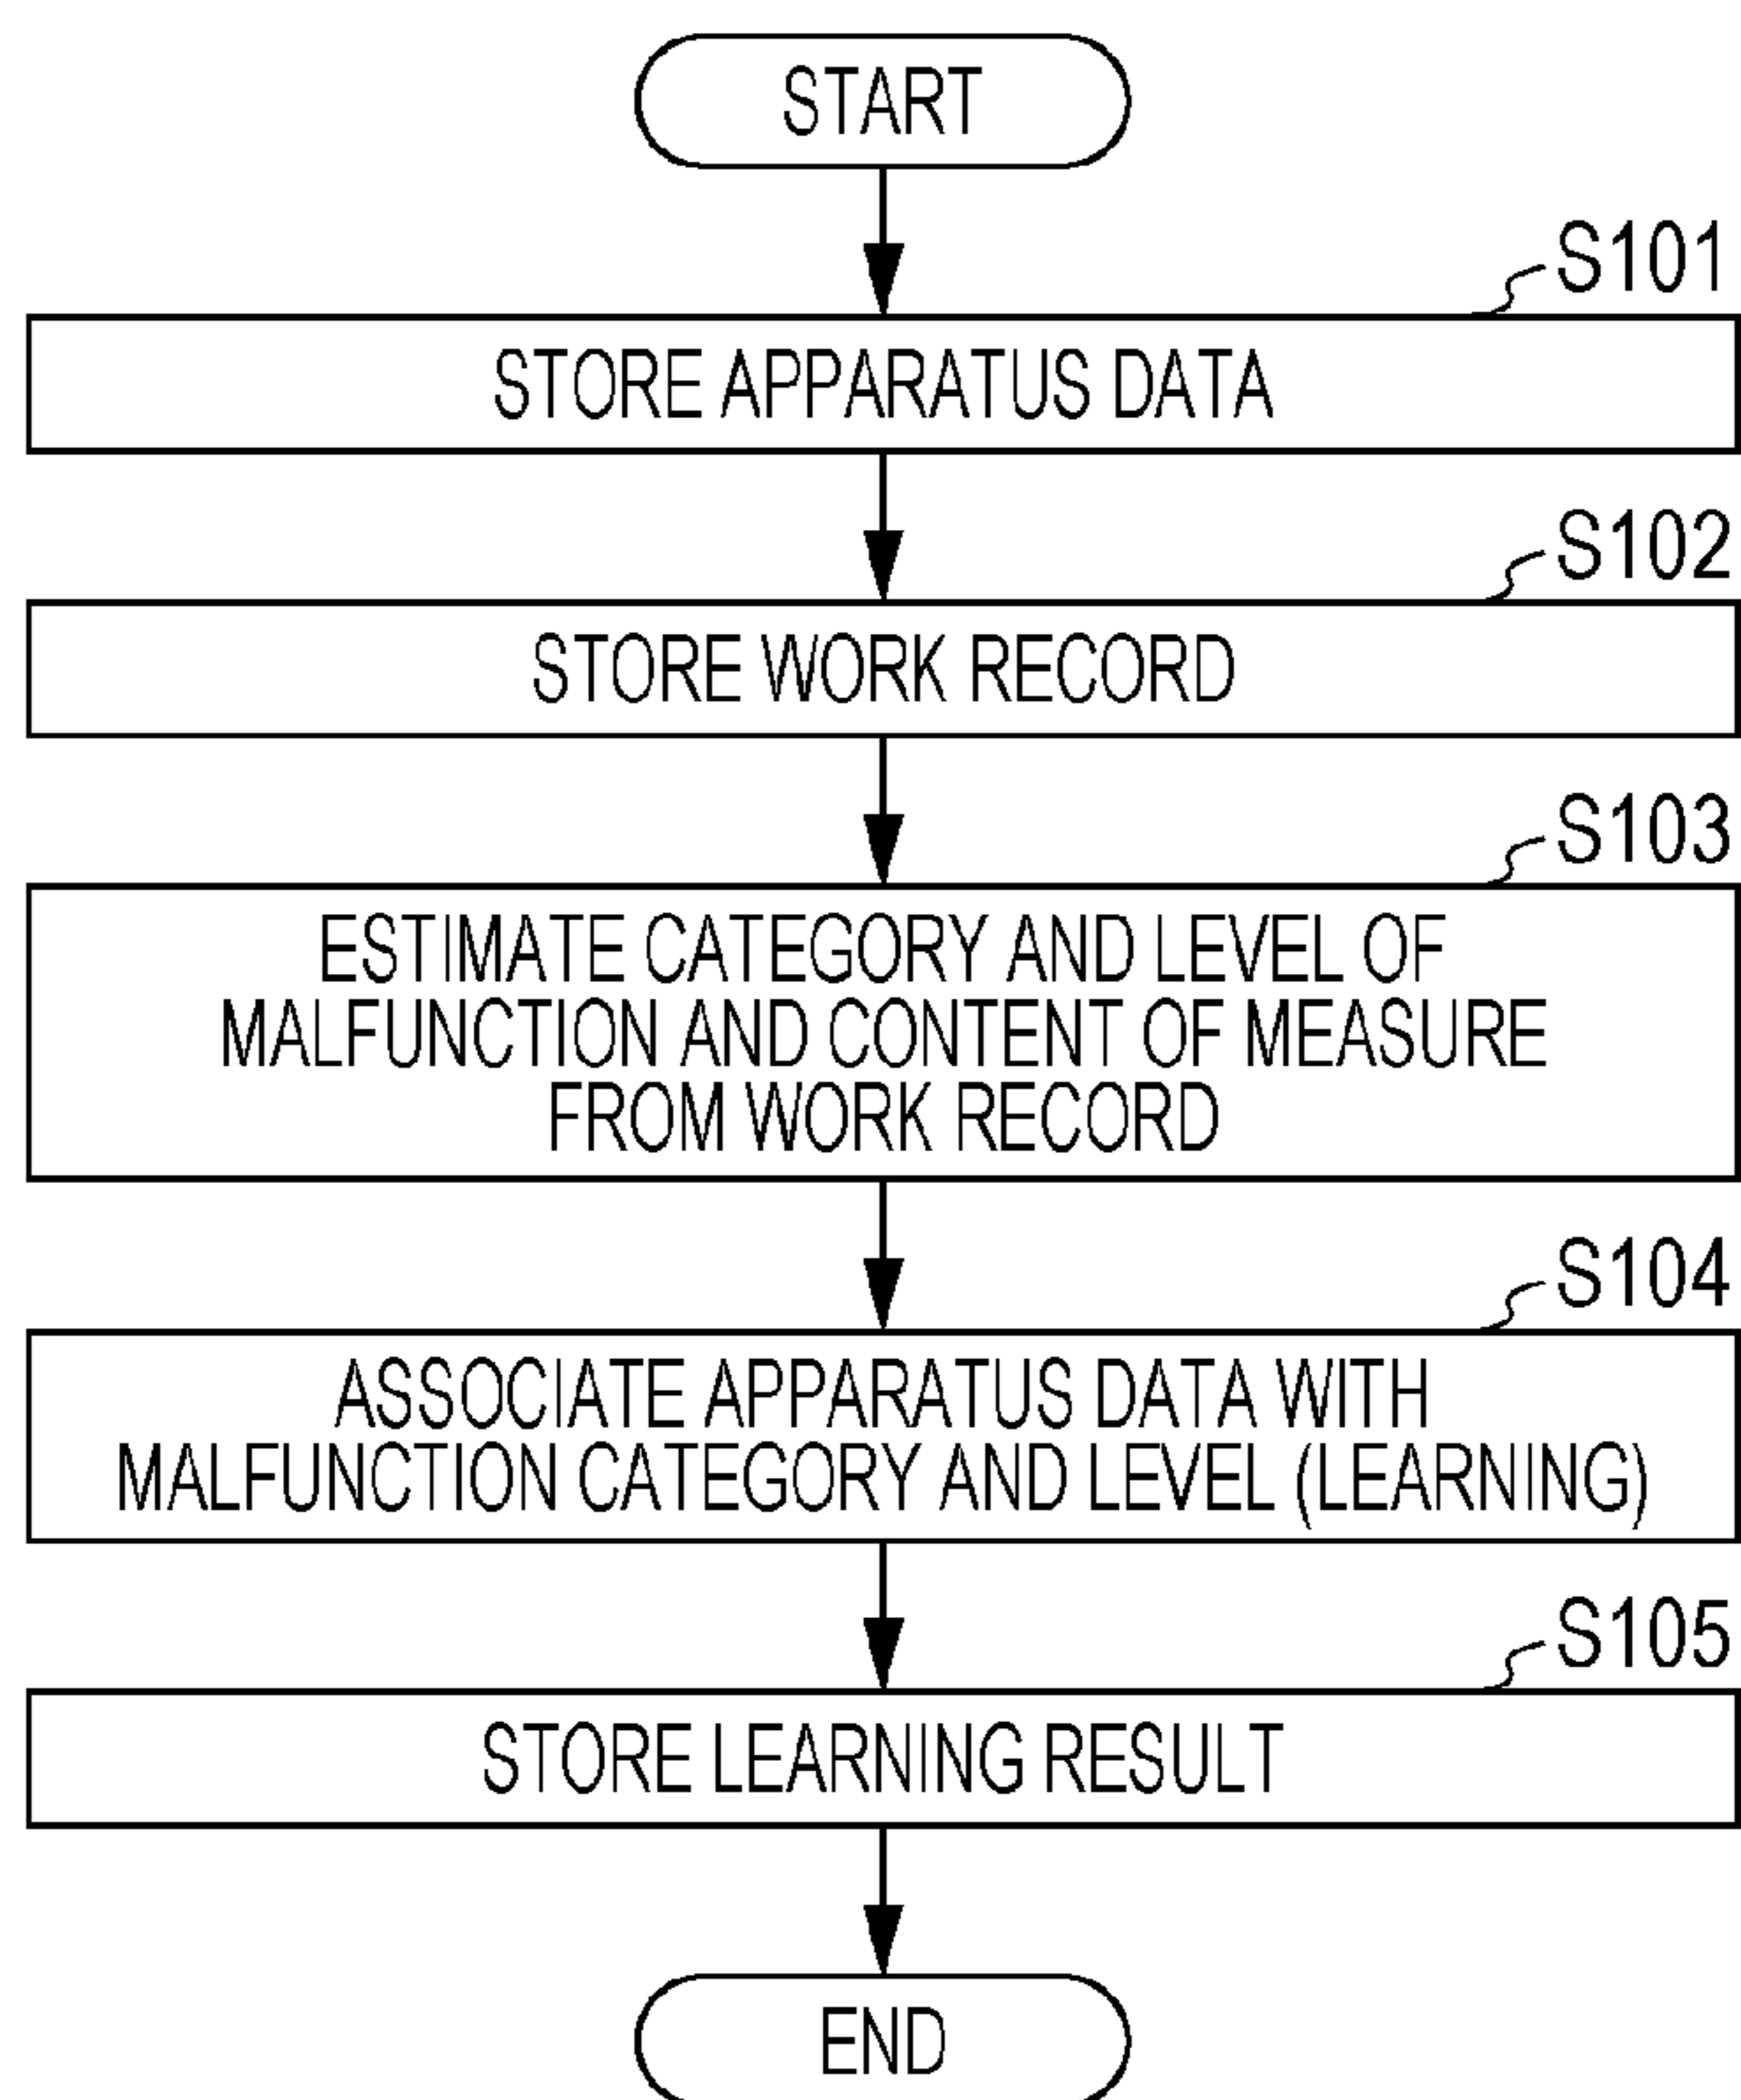 START
S101
STORE APPARATUS DATA
S102
STORE WORK RECORD
S103
ESTIMATE CATEGORY AND LEVEL OF
MALFUNCTION AND CONTENT OF MEASURE
FROM WORK RECORD
S104
ASSOCIATE APPARATUS DATA WITH
MALFUNCTION CATEGORY AND LEVEL (LEARNING)
S105
STORE LEARNING RESULT
END